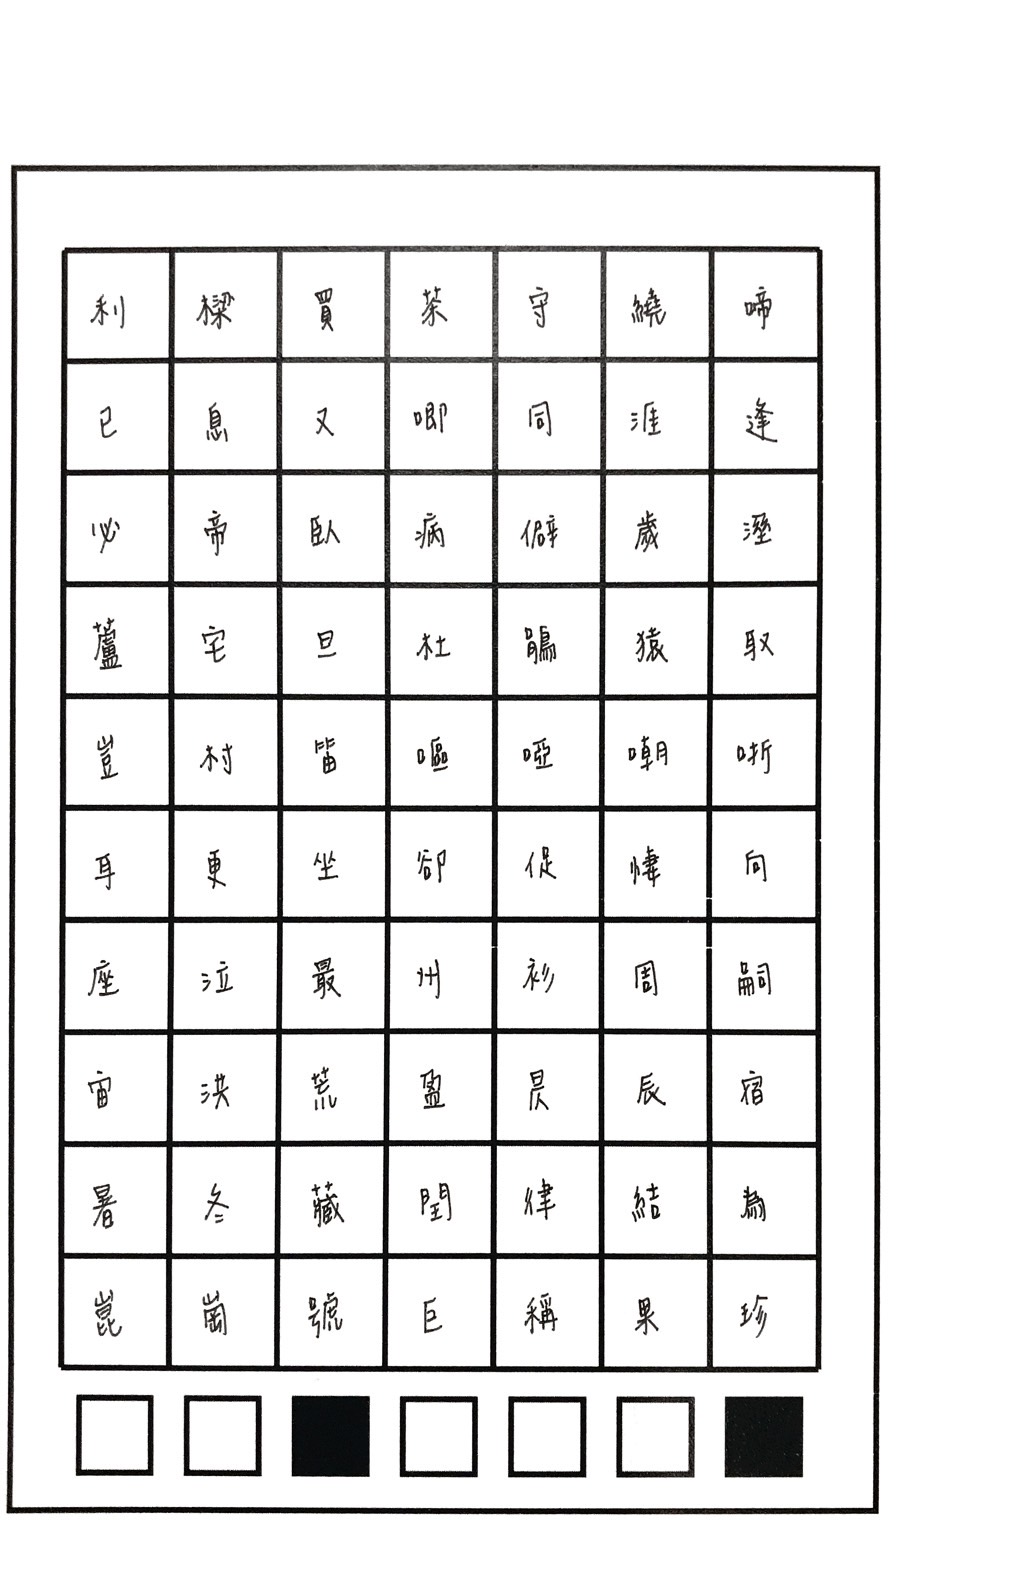 利樑買茶守繞啼
已息又唧同涯逢
必帝臥病僻歲溼
蘆宅旦杜鵑猿馭
豈村笛嘔啞嘲哳
耳更坐卻促悽向
座泣最州衫周嗣
宙洪荒盈昃辰宿
暑冬藏閏律結為
崑崗號巨稱果珍